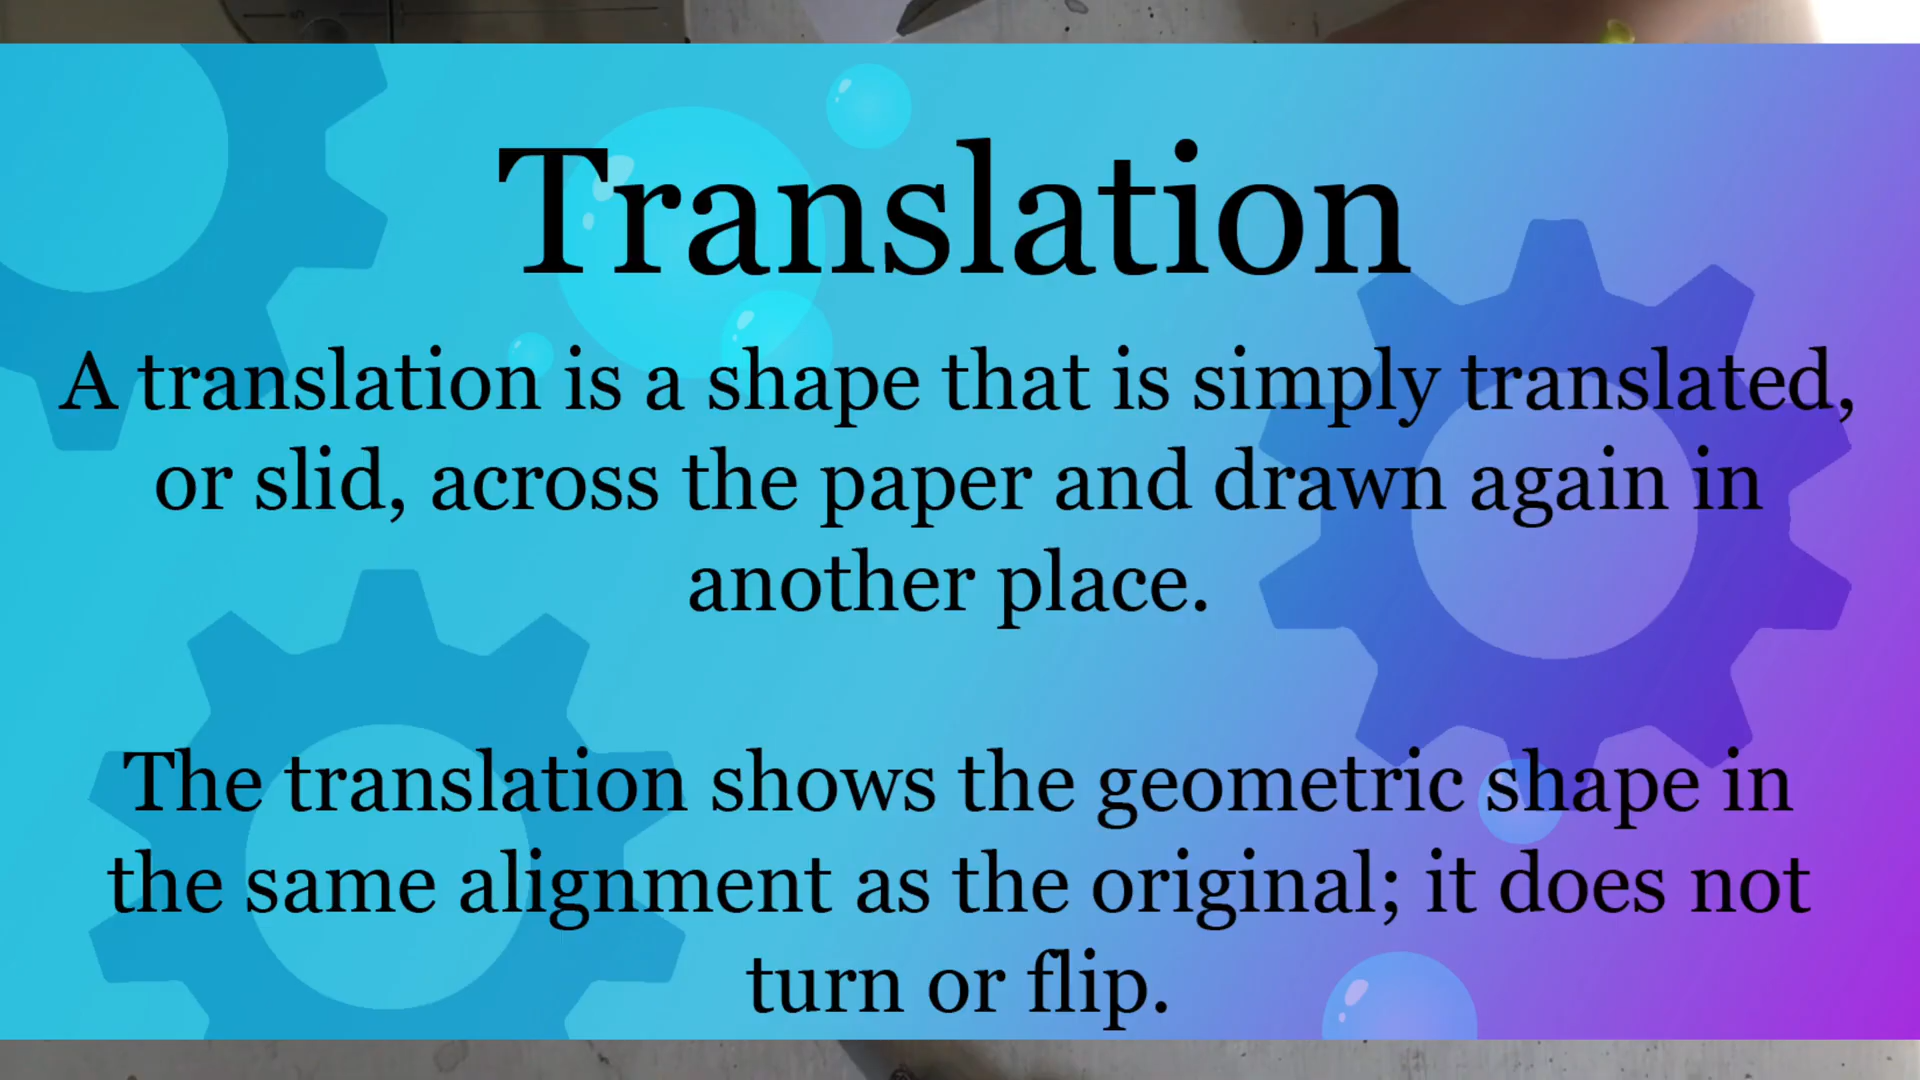 Translation
A translation is a shape that is simply translated,
or slid, across the paper and drawn again in
another place.
The translation shows the geometric shape in
the same alignment as the original; it does not
turn or flip.